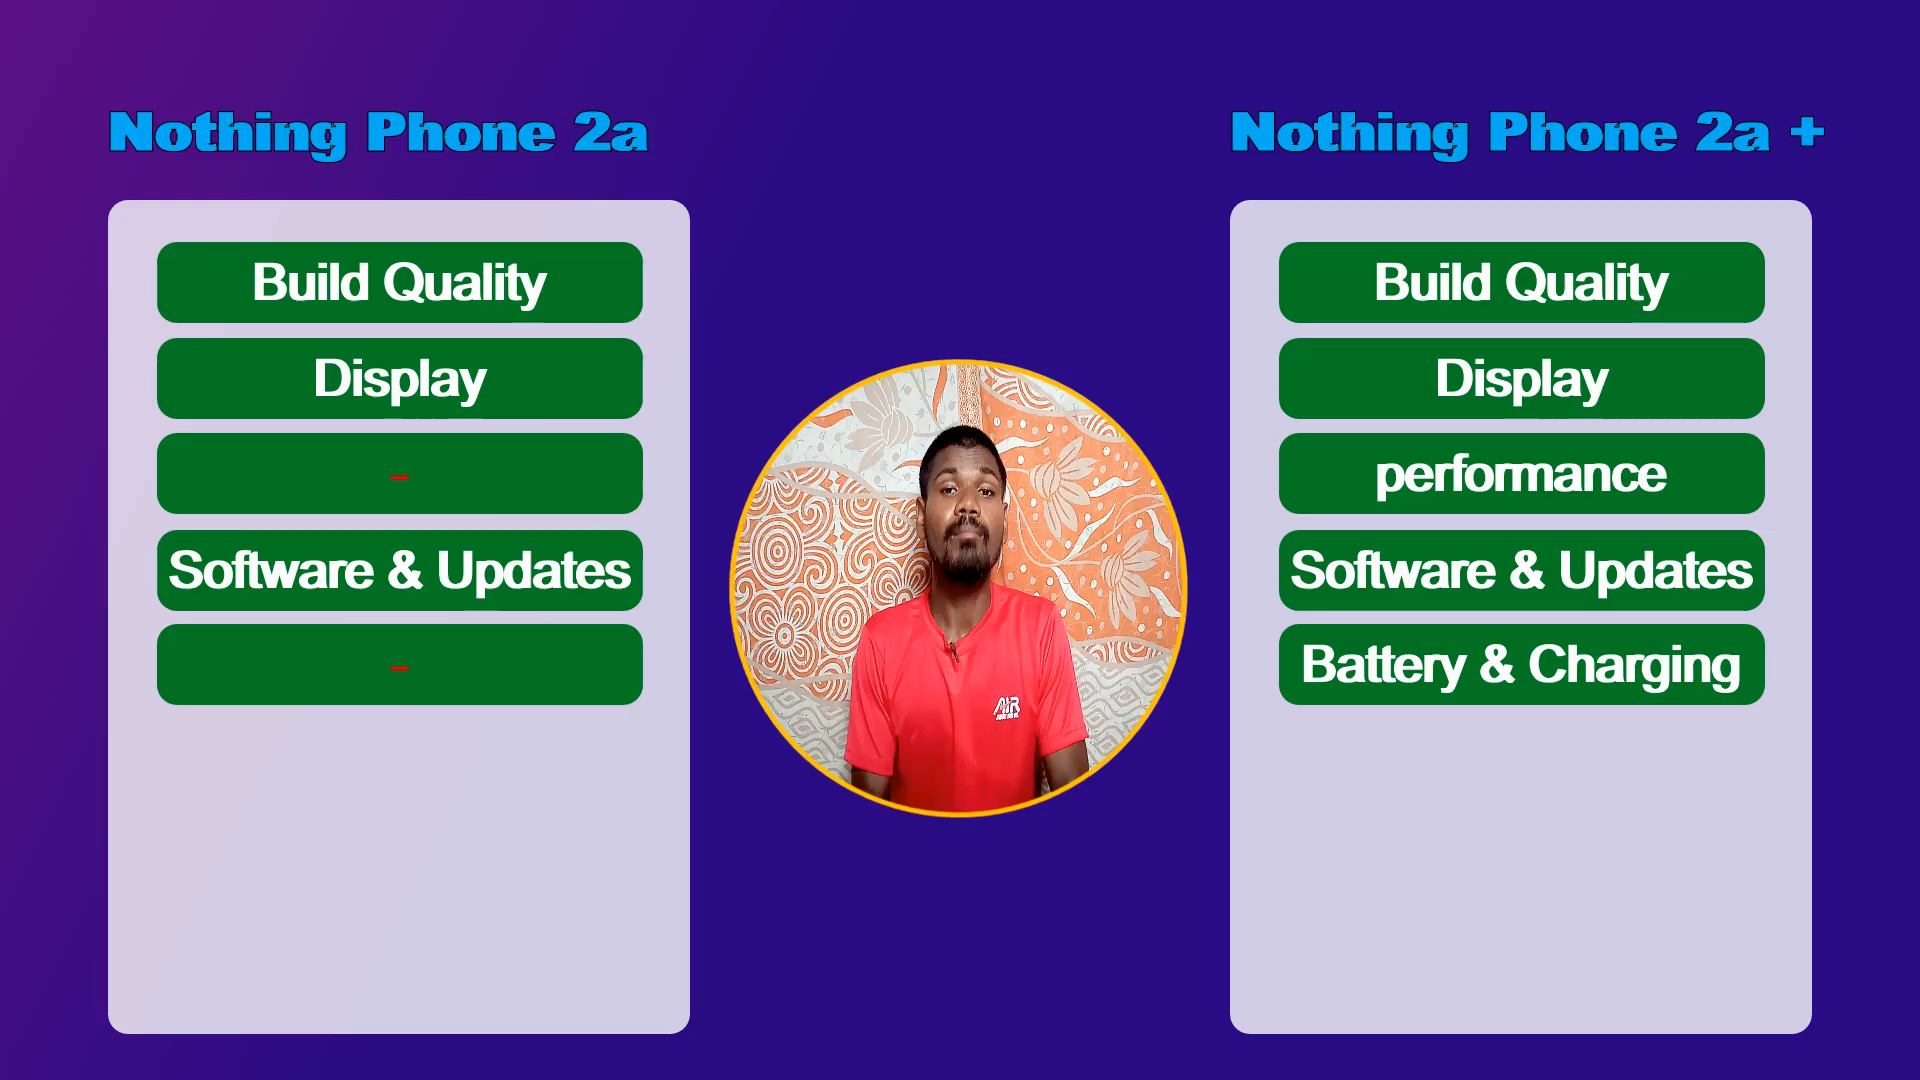 Nothing Phone 2a
Build Quality
Display
-
Software & Updates
-
AIR
Nothing Phone 2a +
Build Quality
Display
performance
Software & Updates
Battery & Charging